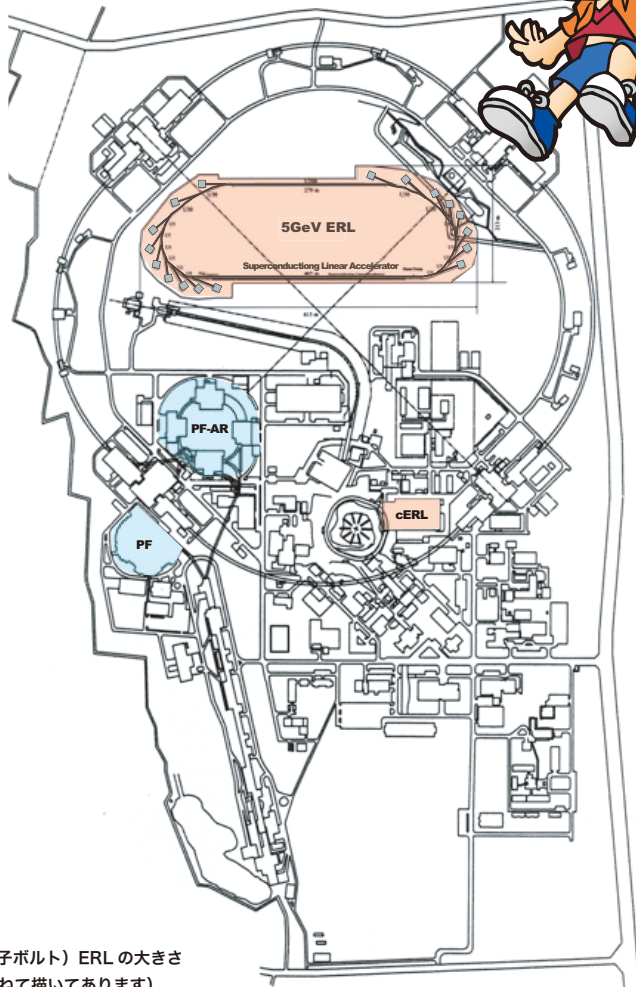 279 m
5GeV ERL
Superconductiong Linear Accelerator
PF-AR
cERL
PF
子ボルト）ERL の大きさ
ねて描いてあります）